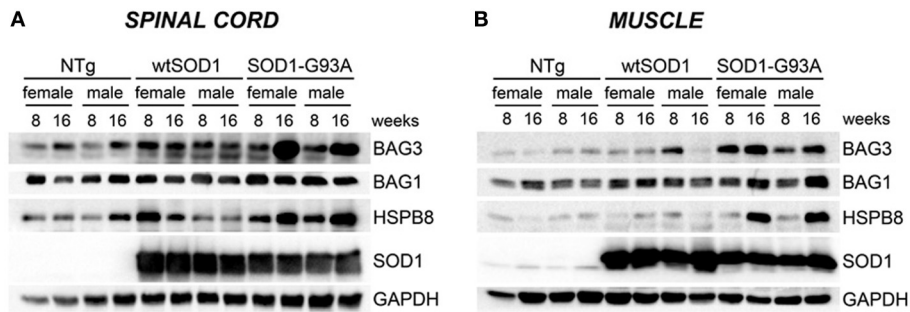 A SPINAL CORD
NTg wtSOD1 SOD1-G93A
female male female male female male
8 16 8 16 8 16 8 16 8 16 8 16 weeks
BAG3
BAG1
HSPB8
SOD1
GAPDH
B MUSCLE
NTg wtSOD1 SOD1-G93A
female male female male female male
8 16 8 16 8 16 8 16 8 16 8 16 weeks
BAG3
BAG1
HSPB8
SOD1
GAPDH